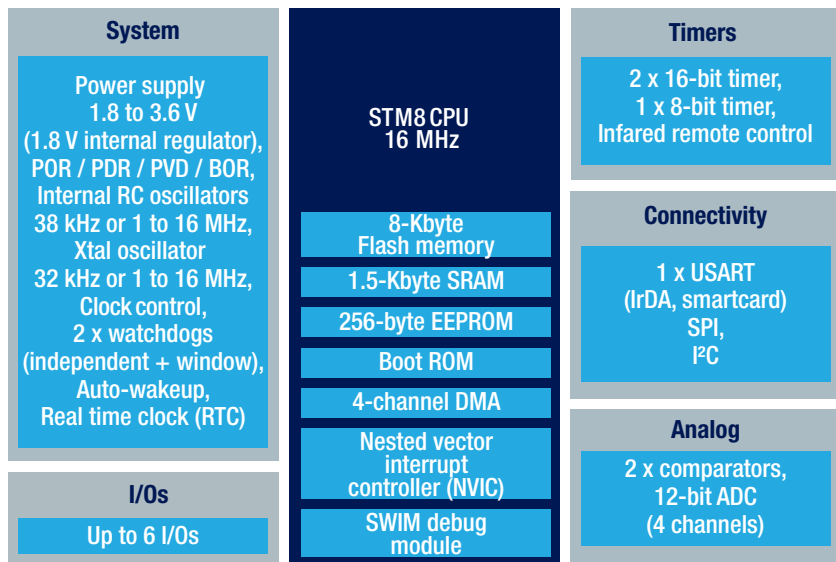 System
Power supply
1.8 to 3.6 V
(1.8 V internal regulator),
POR / PDR / PVD / BOR,
Internal RC oscillators
38 kHz or 1 to 16 MHz,
Xtal oscillator
32 kHz or 1 to 16 MHz,
Clock control,
2 x watchdogs
(independent + window),
Auto-wakeup,
Real time clock (RTC)
I/Os
Up to 6 I/Os
STM8 CPU
16 MHz
8-Kbyte
Flash memory
1.5-Kbyte SRAM
256-byte EEPROM
Boot ROM
4-channel DMA
Nested vector
interrupt
controller (NVIC)
SWIM debug
module
Timers
2 x 16-bit timer,
1 x 8-bit timer,
Infared remote control
Connectivity
1 x USART
(IrDA, smartcard)
SPI,
I²C
Analog
2 x comparators,
12-bit ADC
(4 channels)